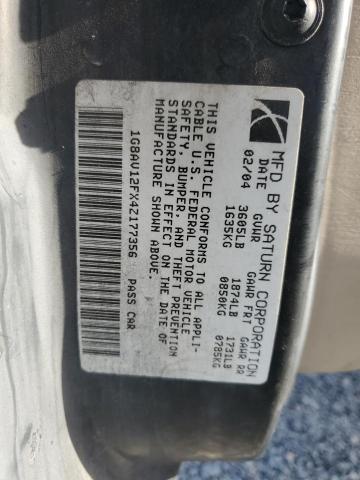 MFD BY SATURN CORPORATION
DATE GVWR GAWR FRT GAWR RR
02/04 3605LB 1874LB 1731LB
1635KG 0850KG 0785KG
THIS VEHICLE CONFORMS TO ALL APPLI-
CABLE U.S. FEDERAL MOTOR VEHICLE
SAFETY, BUMPER, AND THEFT PREVENTION
STANDARDS IN EFFECT ON THE DATE OF
MANUFACTURE SHOWN ABOVE.
1G8AV12FX4Z177356 PASS CAR